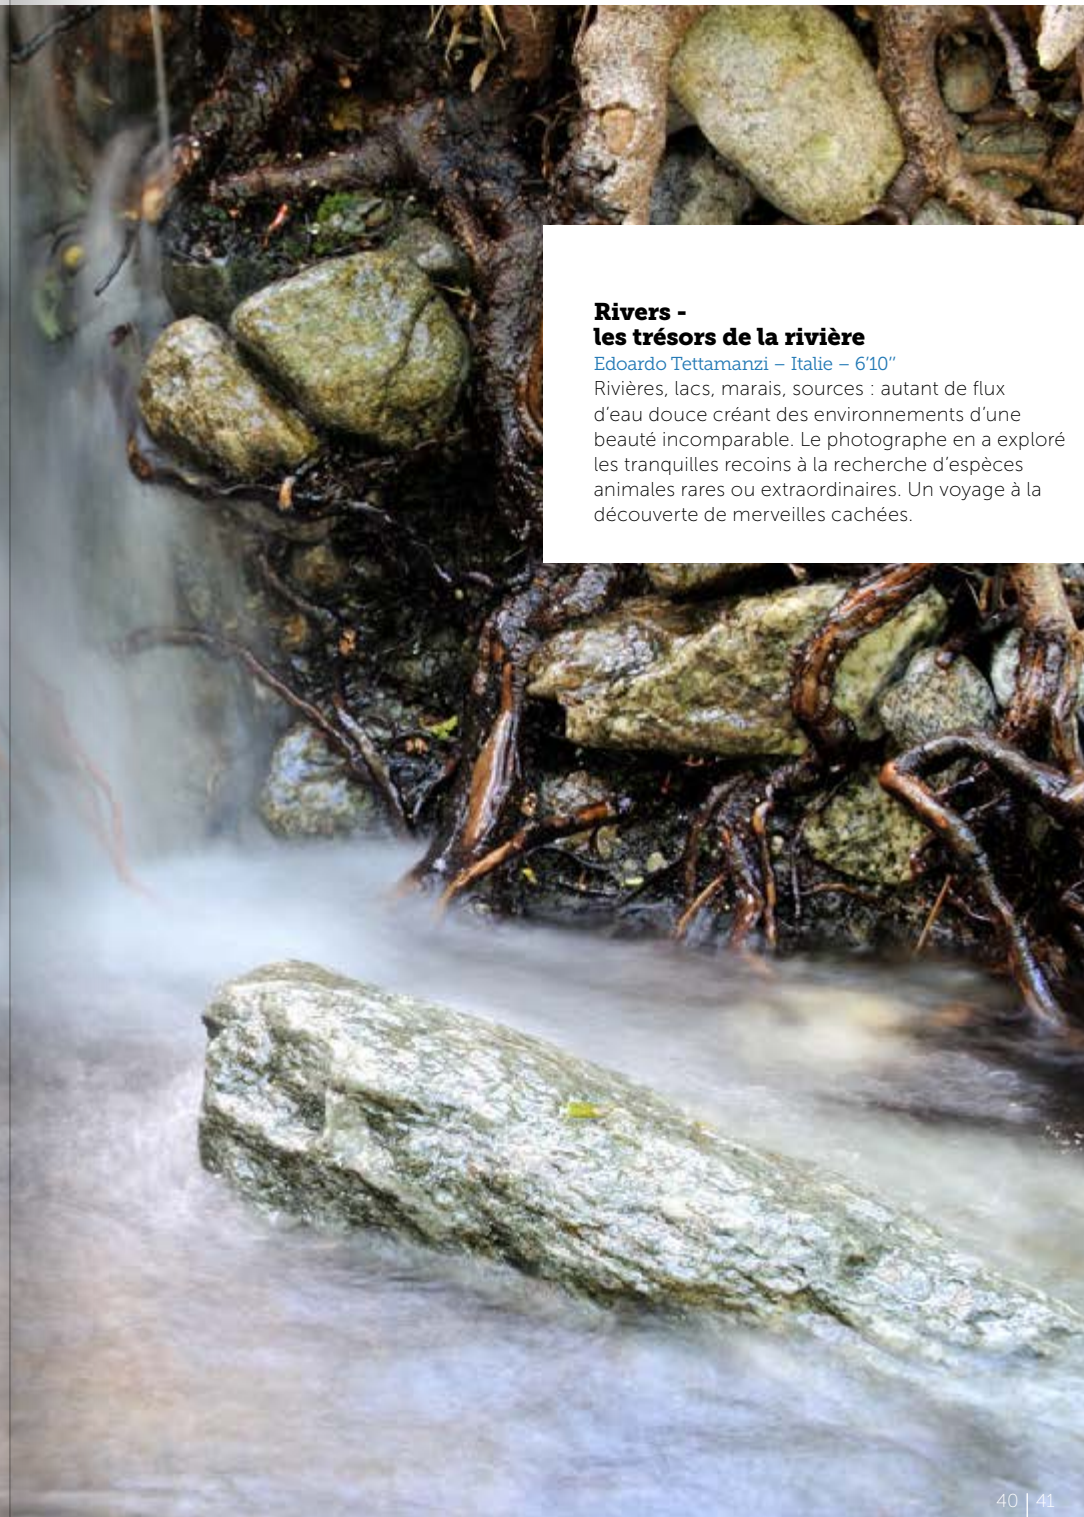 Rivers -
les trésors de la rivière
Edoardo Tettamanzi – Italie – 6’10’’
Rivières, lacs, marais, sources : autant de flux
d’eau douce créant des environnements d’une
beauté incomparable. Le photographe en a exploré
les tranquilles recoins à la recherche d’espèces
animales rares ou extraordinaires. Un voyage à la
découverte de merveilles cachées.
40 | 41